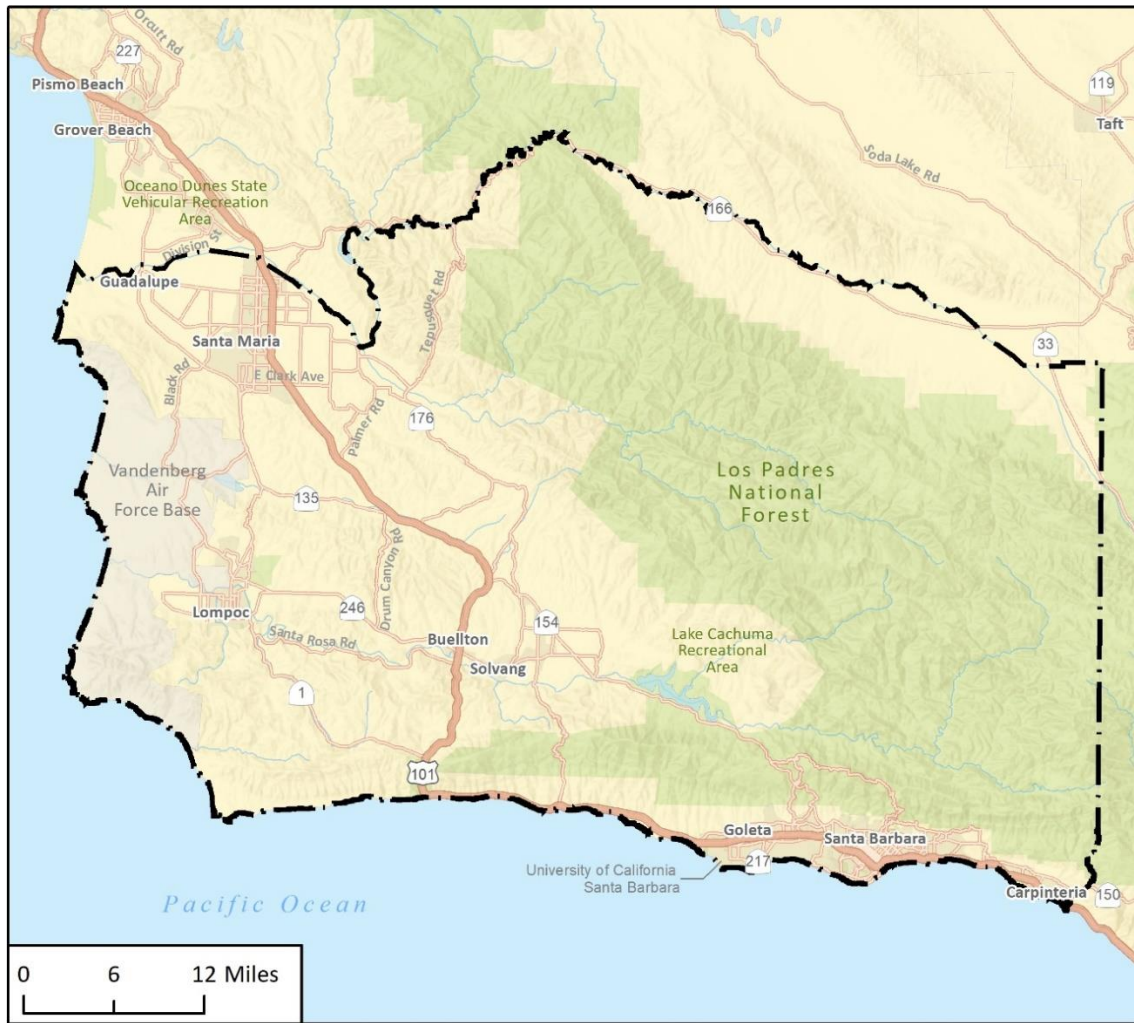 Orcutt Rd
227
Pismo Beach
119
Grover Beach
Taft
Soda Lake Rd
Oceano Dunes State
Vehicular Recreation
Area
166
Division St
Guadalupe
Tepusquet Rd
Santa Maria
33
Black Rd
E Clark Ave
Palmer Rd
176
Vandenberg
Air
Force Base
Los Padres
National
Forest
135
Drum Canyon Rd
Lompoc
246
Santa Rosa Rd
Buellton
154
Solvang
Lake Cachuma
Recreational
Area
1
101
Goleta
Santa Barbara
University of California
Santa Barbara
217
Carpinteria
150
Pacific Ocean
0 6 12 Miles